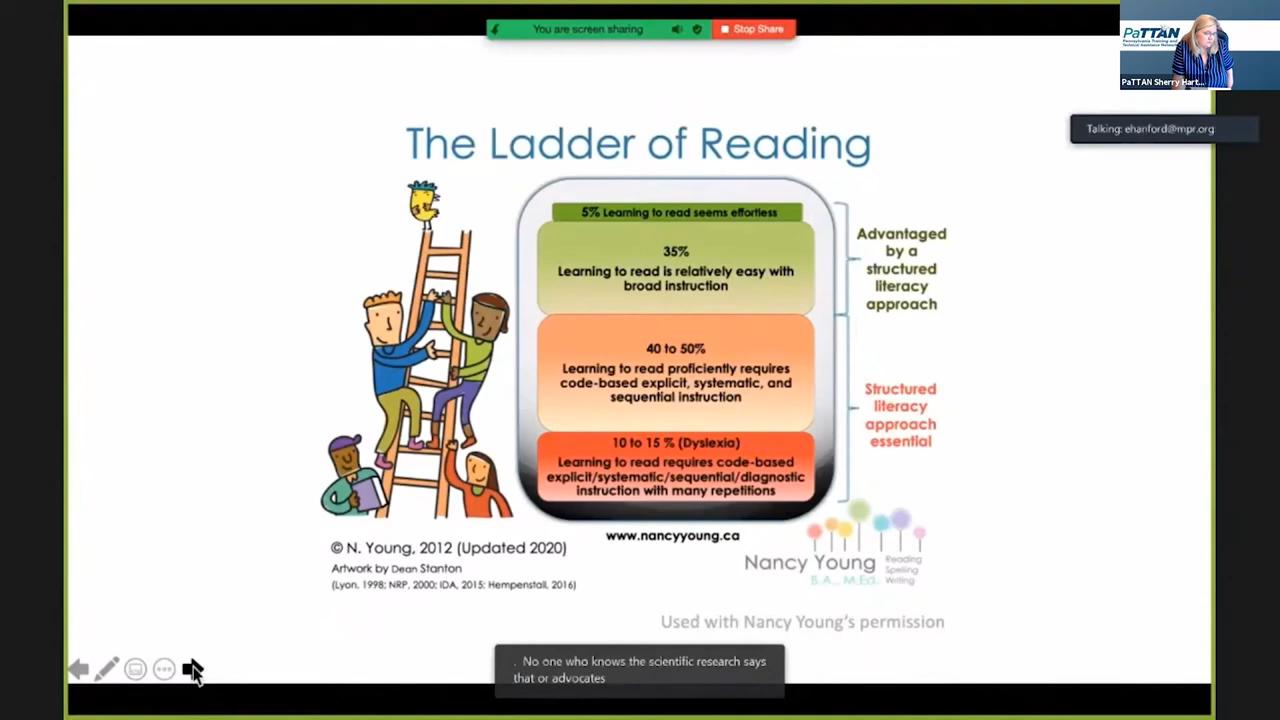 You are screen sharing
Stop Share
PaTTAN
Pennsylvania Training and
Technical Assistance Network
PaTTAN Sherry Hart...
Talking: ehanford@mpr.org
The Ladder of Reading
5% Learning to read seems effortless
35%
Learning to read is relatively easy with
broad instruction
40 to 50%
Learning to read proficiently requires
code-based explicit, systematic, and
sequential instruction
10 to 15 % (Dyslexia)
Learning to read requires code-based
explicit/systematic/sequential/diagnostic
instruction with many repetitions
Advantaged
by a
structured
literacy
approach
Structured
literacy
approach
essential
www.nancyyoung.ca
© N. Young, 2012 (Updated 2020)
Artwork by Dean Stanton
(Lyon, 1998; NRP, 2000; IDA, 2015; Hempenstall, 2016)
Nancy Young
B.A., M.Ed.
Reading
Spelling
Writing
Used with Nancy Young's permission
. No one who knows the scientific research says
that or advocates